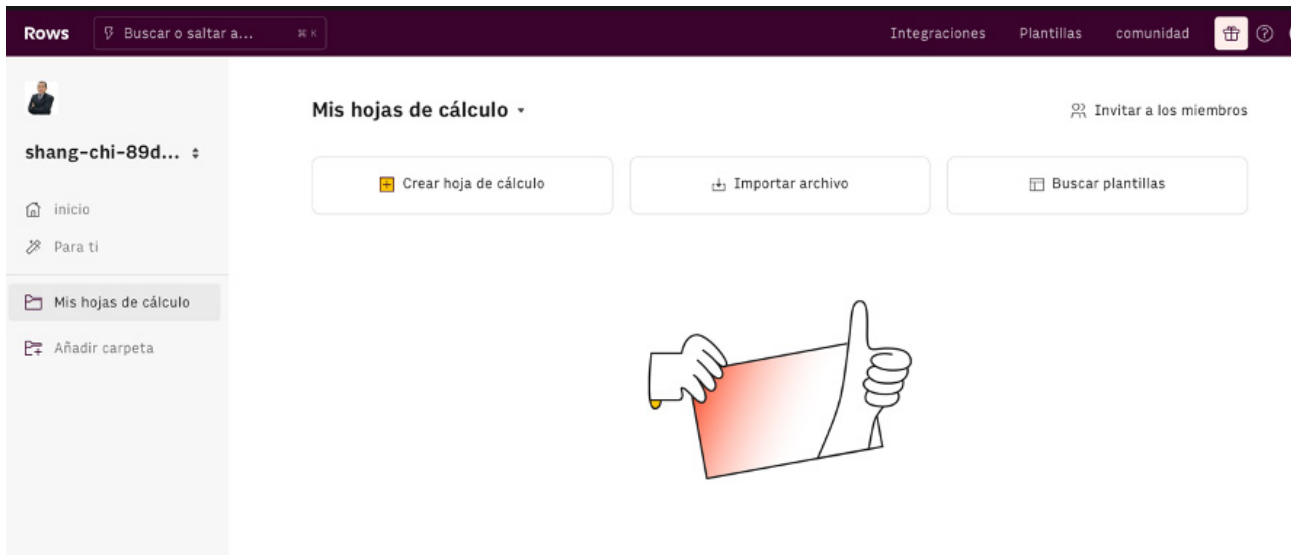 Rows
Buscar o saltar a...
⌘ K
Integraciones
Plantillas
comunidad
shang-chi-89d...
inicio
Para ti
Mis hojas de cálculo
Añadir carpeta
Mis hojas de cálculo
Invitar a los miembros
Crear hoja de cálculo
Importar archivo
Buscar plantillas